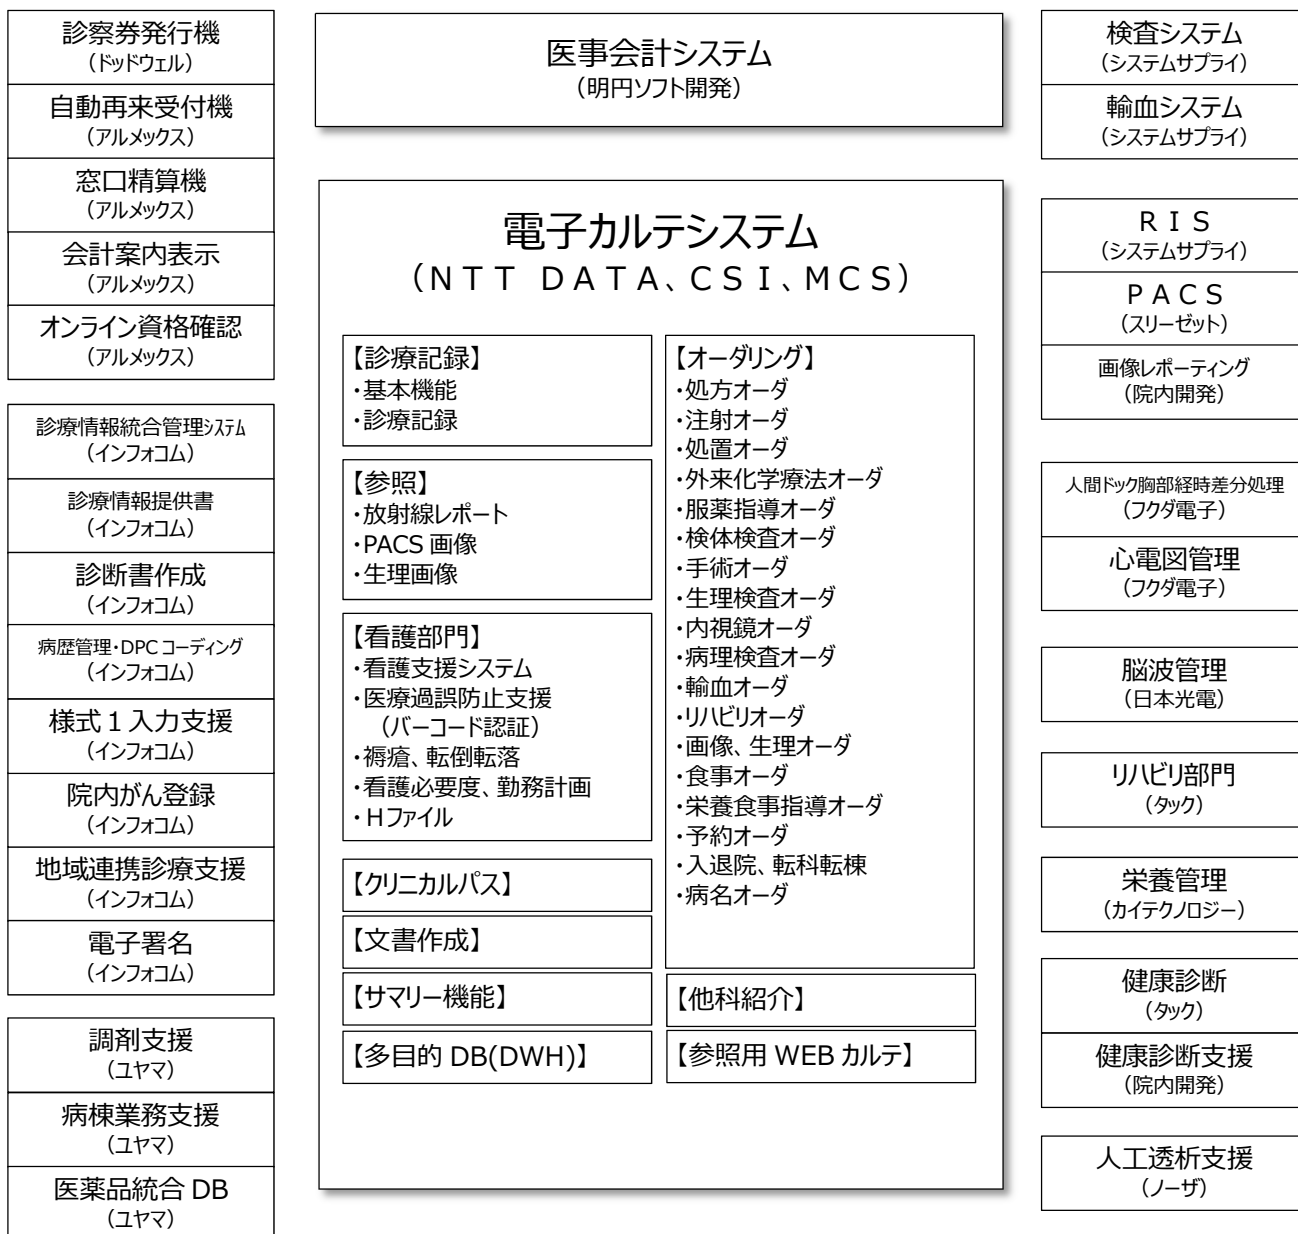 診察券発行機
（ドッドウェル）
自動再来受付機
（アルメックス）
窓口精算機
（アルメックス）
会計案内表示
（アルメックス）
オンライン資格確認
（アルメックス）
診療情報統合管理ｼｽﾃﾑ
（インフォコム）
診療情報提供書
（インフォコム）
診断書作成
（インフォコム）
病歴管理・DPCコーディング
（インフォコム）
様式１入力支援
（インフォコム）
院内がん登録
（インフォコム）
地域連携診療支援
（インフォコム）
電子署名
（インフォコム）
調剤支援
（ユヤマ）
病棟業務支援
（ユヤマ）
医薬品統合 DB
（ユヤマ）
医事会計システム
（明円ソフト開発）
電子カルテシステム
（ＮＴＴ ＤＡＴＡ、ＣＳＩ、ＭＣＳ）
【診療記録】
・基本機能
・診療記録
【参照】
・放射線レポート
・PACS 画像
・生理画像
【看護部門】
・看護支援システム
・医療過誤防止支援
（バーコード認証）
・褥瘡、転倒転落
・看護必要度、勤務計画
・Ｈファイル
【クリニカルパス】
【文書作成】
【サマリー機能】
【多目的 DB(DWH)】
【オーダリング】
・処方オーダ
・注射オーダ
・処置オーダ
・外来化学療法オーダ
・服薬指導オーダ
・検体検査オーダ
・手術オーダ
・生理検査オーダ
・内視鏡オーダ
・病理検査オーダ
・輸血オーダ
・リハビリオーダ
・画像、生理オーダ
・食事オーダ
・栄養食事指導オーダ
・予約オーダ
・入退院、転科転棟
・病名オーダ
【他科紹介】
【参照用 WEB カルテ】
検査システム
（システムサプライ）
輸血システム
（システムサプライ）
ＲＩＳ
（システムサプライ）
ＰＡＣＳ
（スリーゼット）
画像レポーティング
（院内開発）
人間ドック胸部経時差分処理
（フクダ電子）
心電図管理
（フクダ電子）
脳波管理
（日本光電）
リハビリ部門
（タック）
栄養管理
（カイテクノロジー）
健康診断
（タック）
健康診断支援
（院内開発）
人工透析支援
（ノーザ）